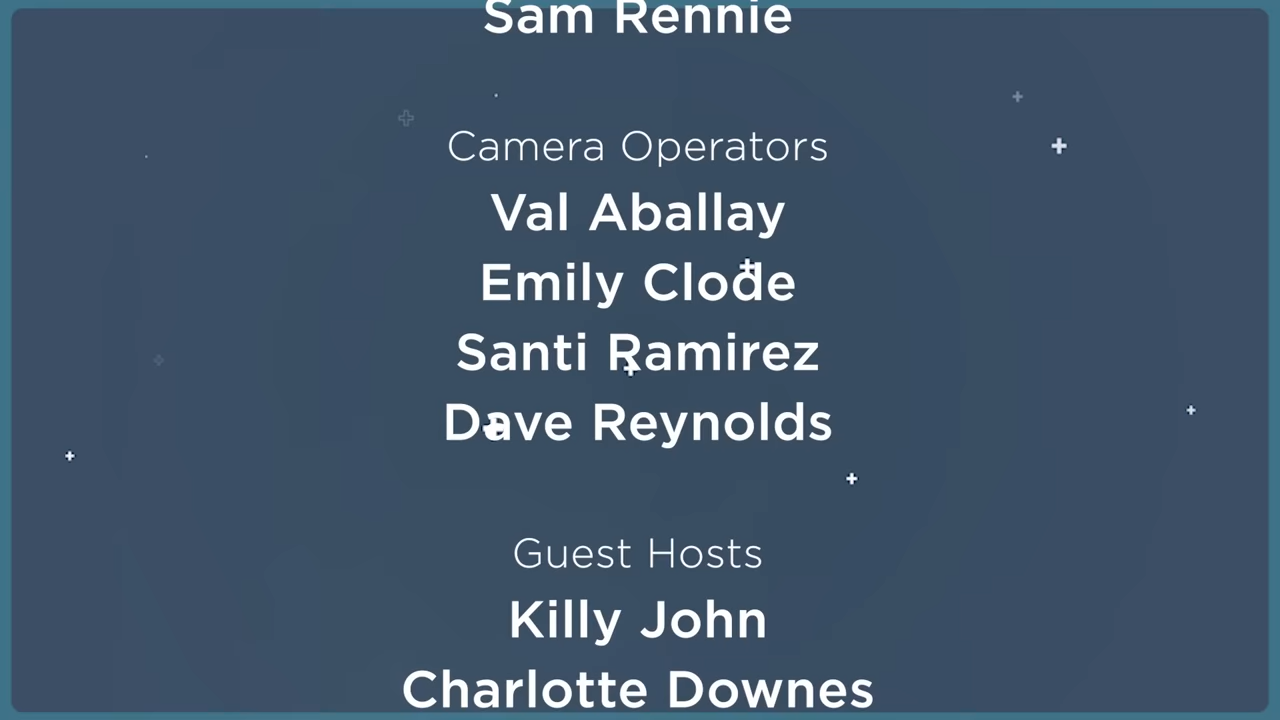 Sam Rennie
Camera Operators
Val Aballay
Emily Clode
Santi Ramirez
Dave Reynolds
Guest Hosts
Killy John
Charlotte Downes